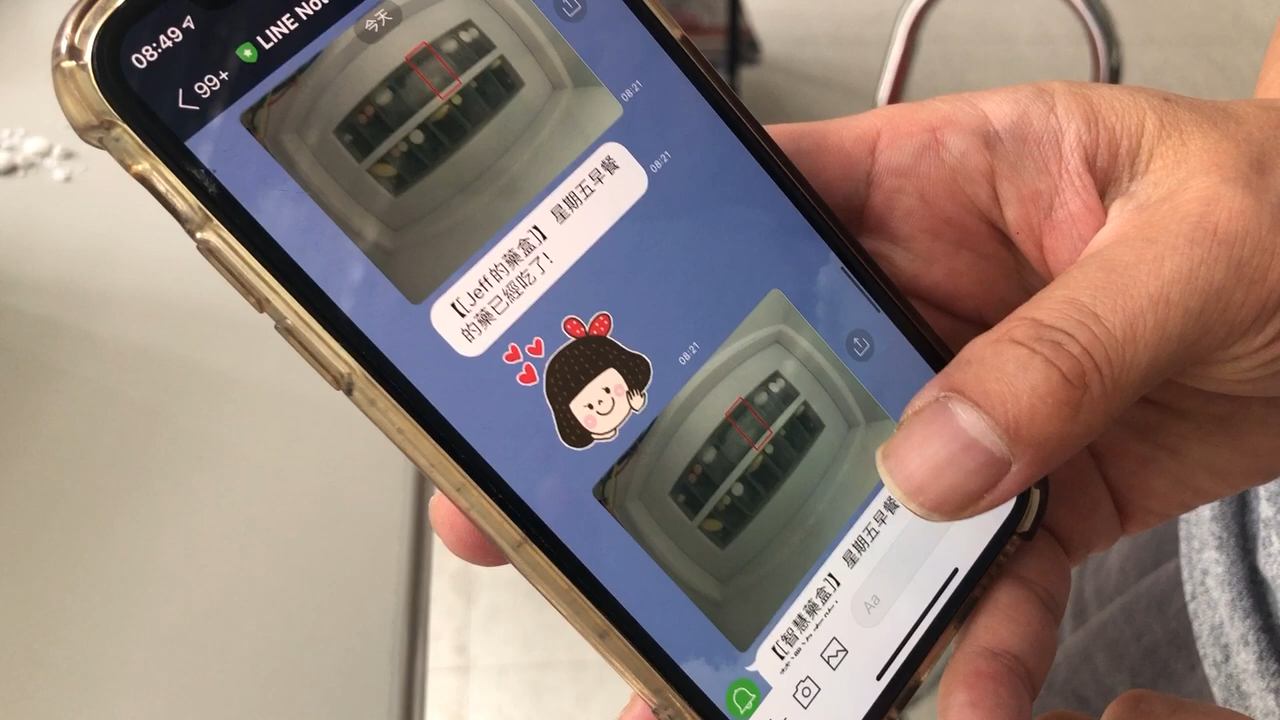 08:49
99+
LINE No
今天
08:21
【[Jeff的藥盒]】 星期五早餐
的藥已經吃了!
08:21
08:21
【[智慧藥盒]】 星期五早餐
Aa